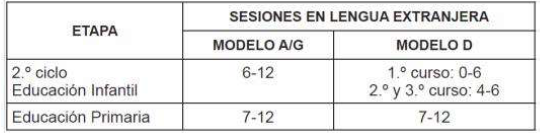 ETAPA
SESIONES EN LENGUA EXTRANJERA
MODELO A/G
MODELO D
2.º ciclo
Educación Infantil
6-12
1.º curso: 0-6
2.º y 3.º curso: 4-6
Educación Primaria
7-12
7-12